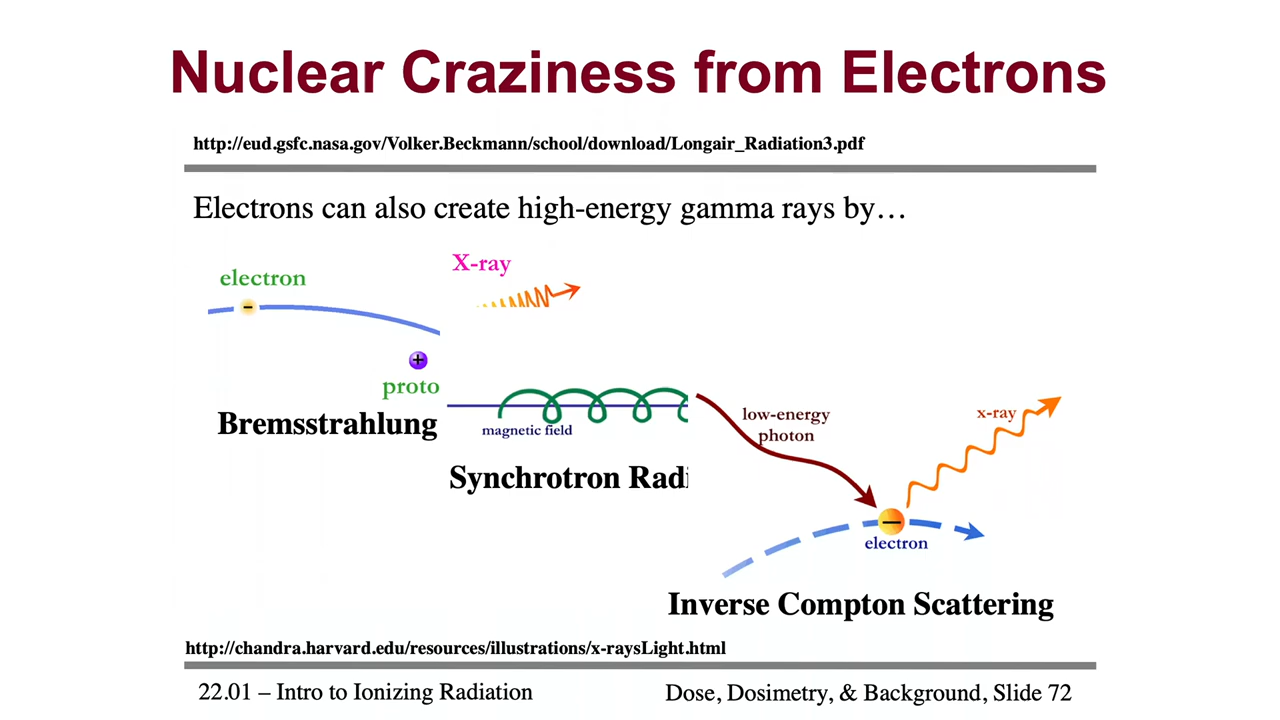 Nuclear Craziness from Electrons
http://eud.gsfc.nasa.gov/Volker.Beckmann/school/download/Longair_Radiation3.pdf
Electrons can also create high-energy gamma rays by…
electron
X-ray
−
+
proto
Bremsstrahlung
magnetic field
Synchrotron Radi
low-energy
photon
x-ray
−
electron
Inverse Compton Scattering
http://chandra.harvard.edu/resources/illustrations/x-raysLight.html
22.01 – Intro to Ionizing Radiation
Dose, Dosimetry, & Background, Slide 72